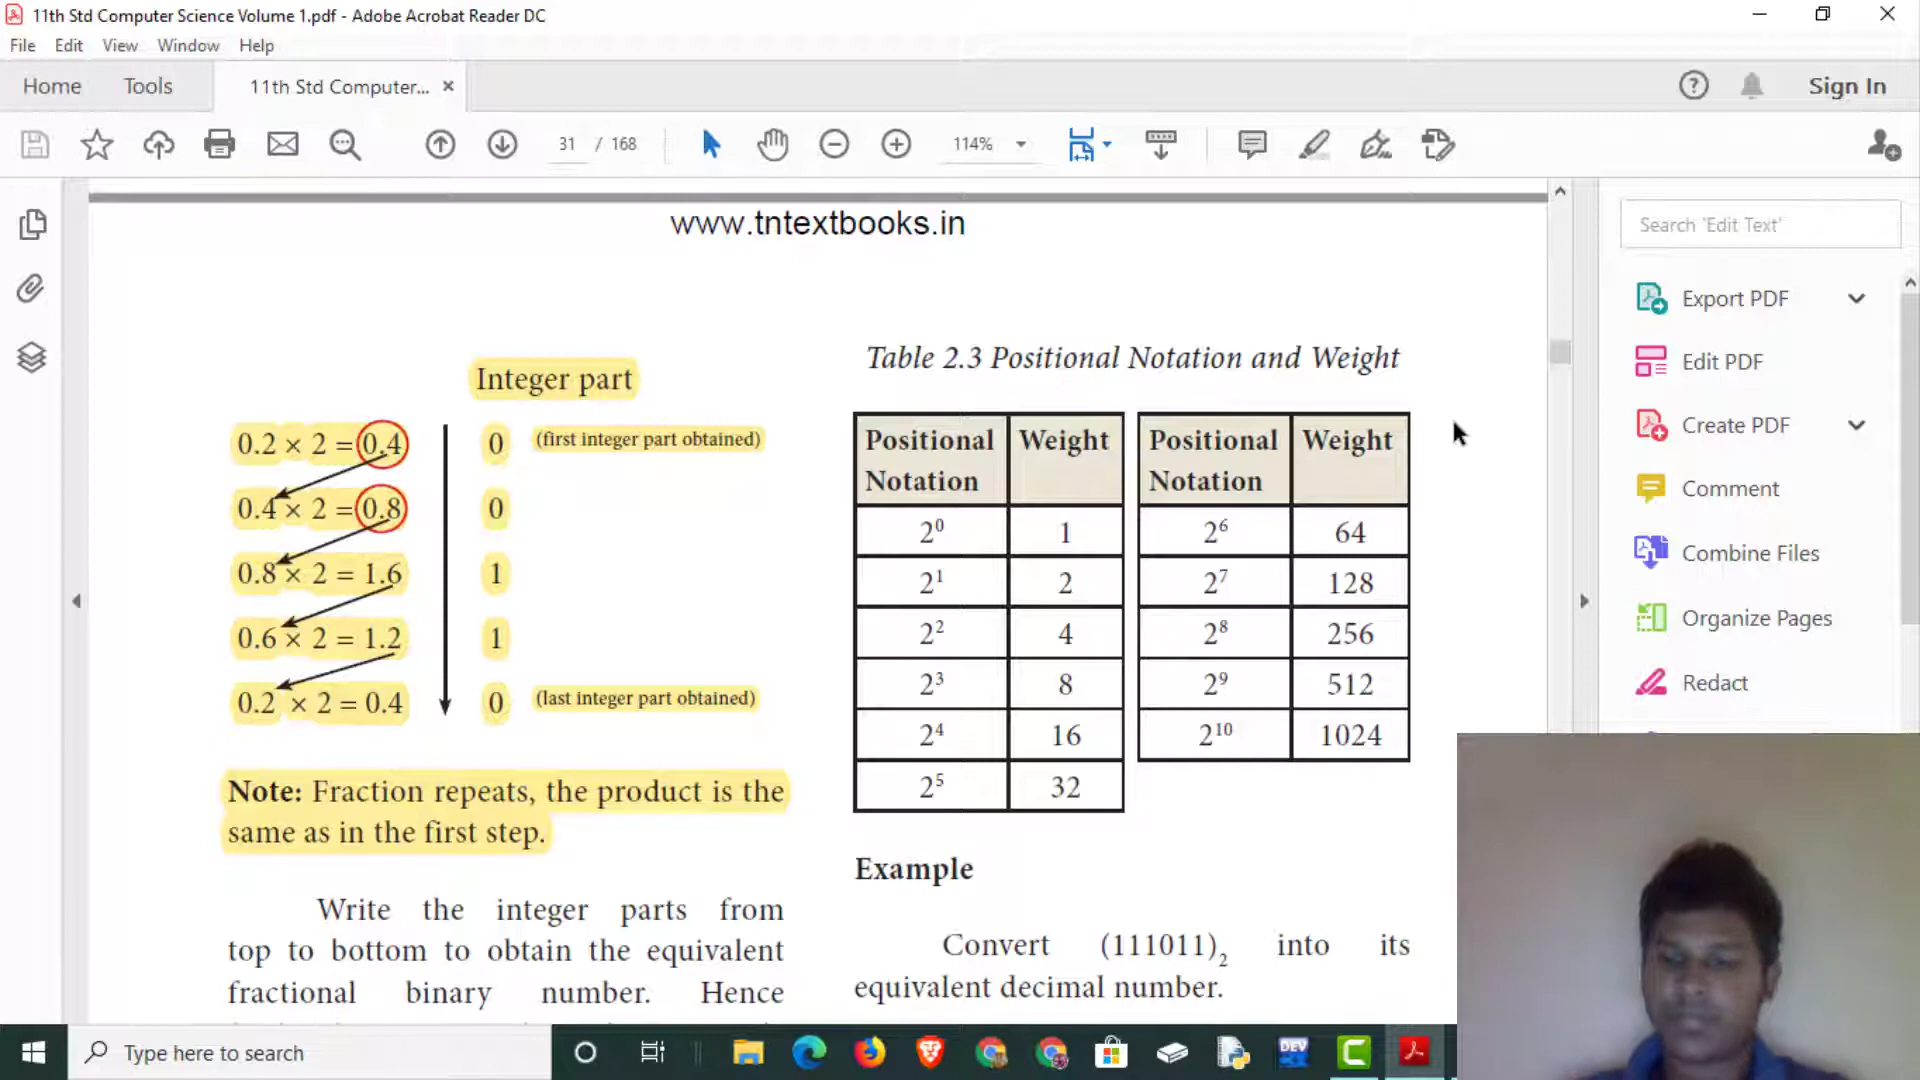 11th Std Computer Science Volume 1.pdf - Adobe Acrobat Reader DC
File Edit View Window Help
Home Tools 11th Std Computer... × Sign In
31 / 168 114%
www.tntextbooks.in
Integer part
0.2 × 2 = 0.4 0 (first integer part obtained)
0.4 × 2 = 0.8 0
0.8 × 2 = 1.6 1
0.6 × 2 = 1.2 1
0.2 × 2 = 0.4 0 (last integer part obtained)
Note: Fraction repeats, the product is the
same as in the first step.
Write the integer parts from
top to bottom to obtain the equivalent
fractional binary number. Hence
Table 2.3 Positional Notation and Weight
Positional Notation Weight Positional Notation Weight
2⁰ 1 2⁶ 64
2¹ 2 2⁷ 128
2² 4 2⁸ 256
2³ 8 2⁹ 512
2⁴ 16 2¹⁰ 1024
2⁵ 32
Example
Convert (111011)₂ into its
equivalent decimal number.
Search 'Edit Text'
Export PDF
Edit PDF
Create PDF
Comment
Combine Files
Organize Pages
Redact
Type here to search
DEV